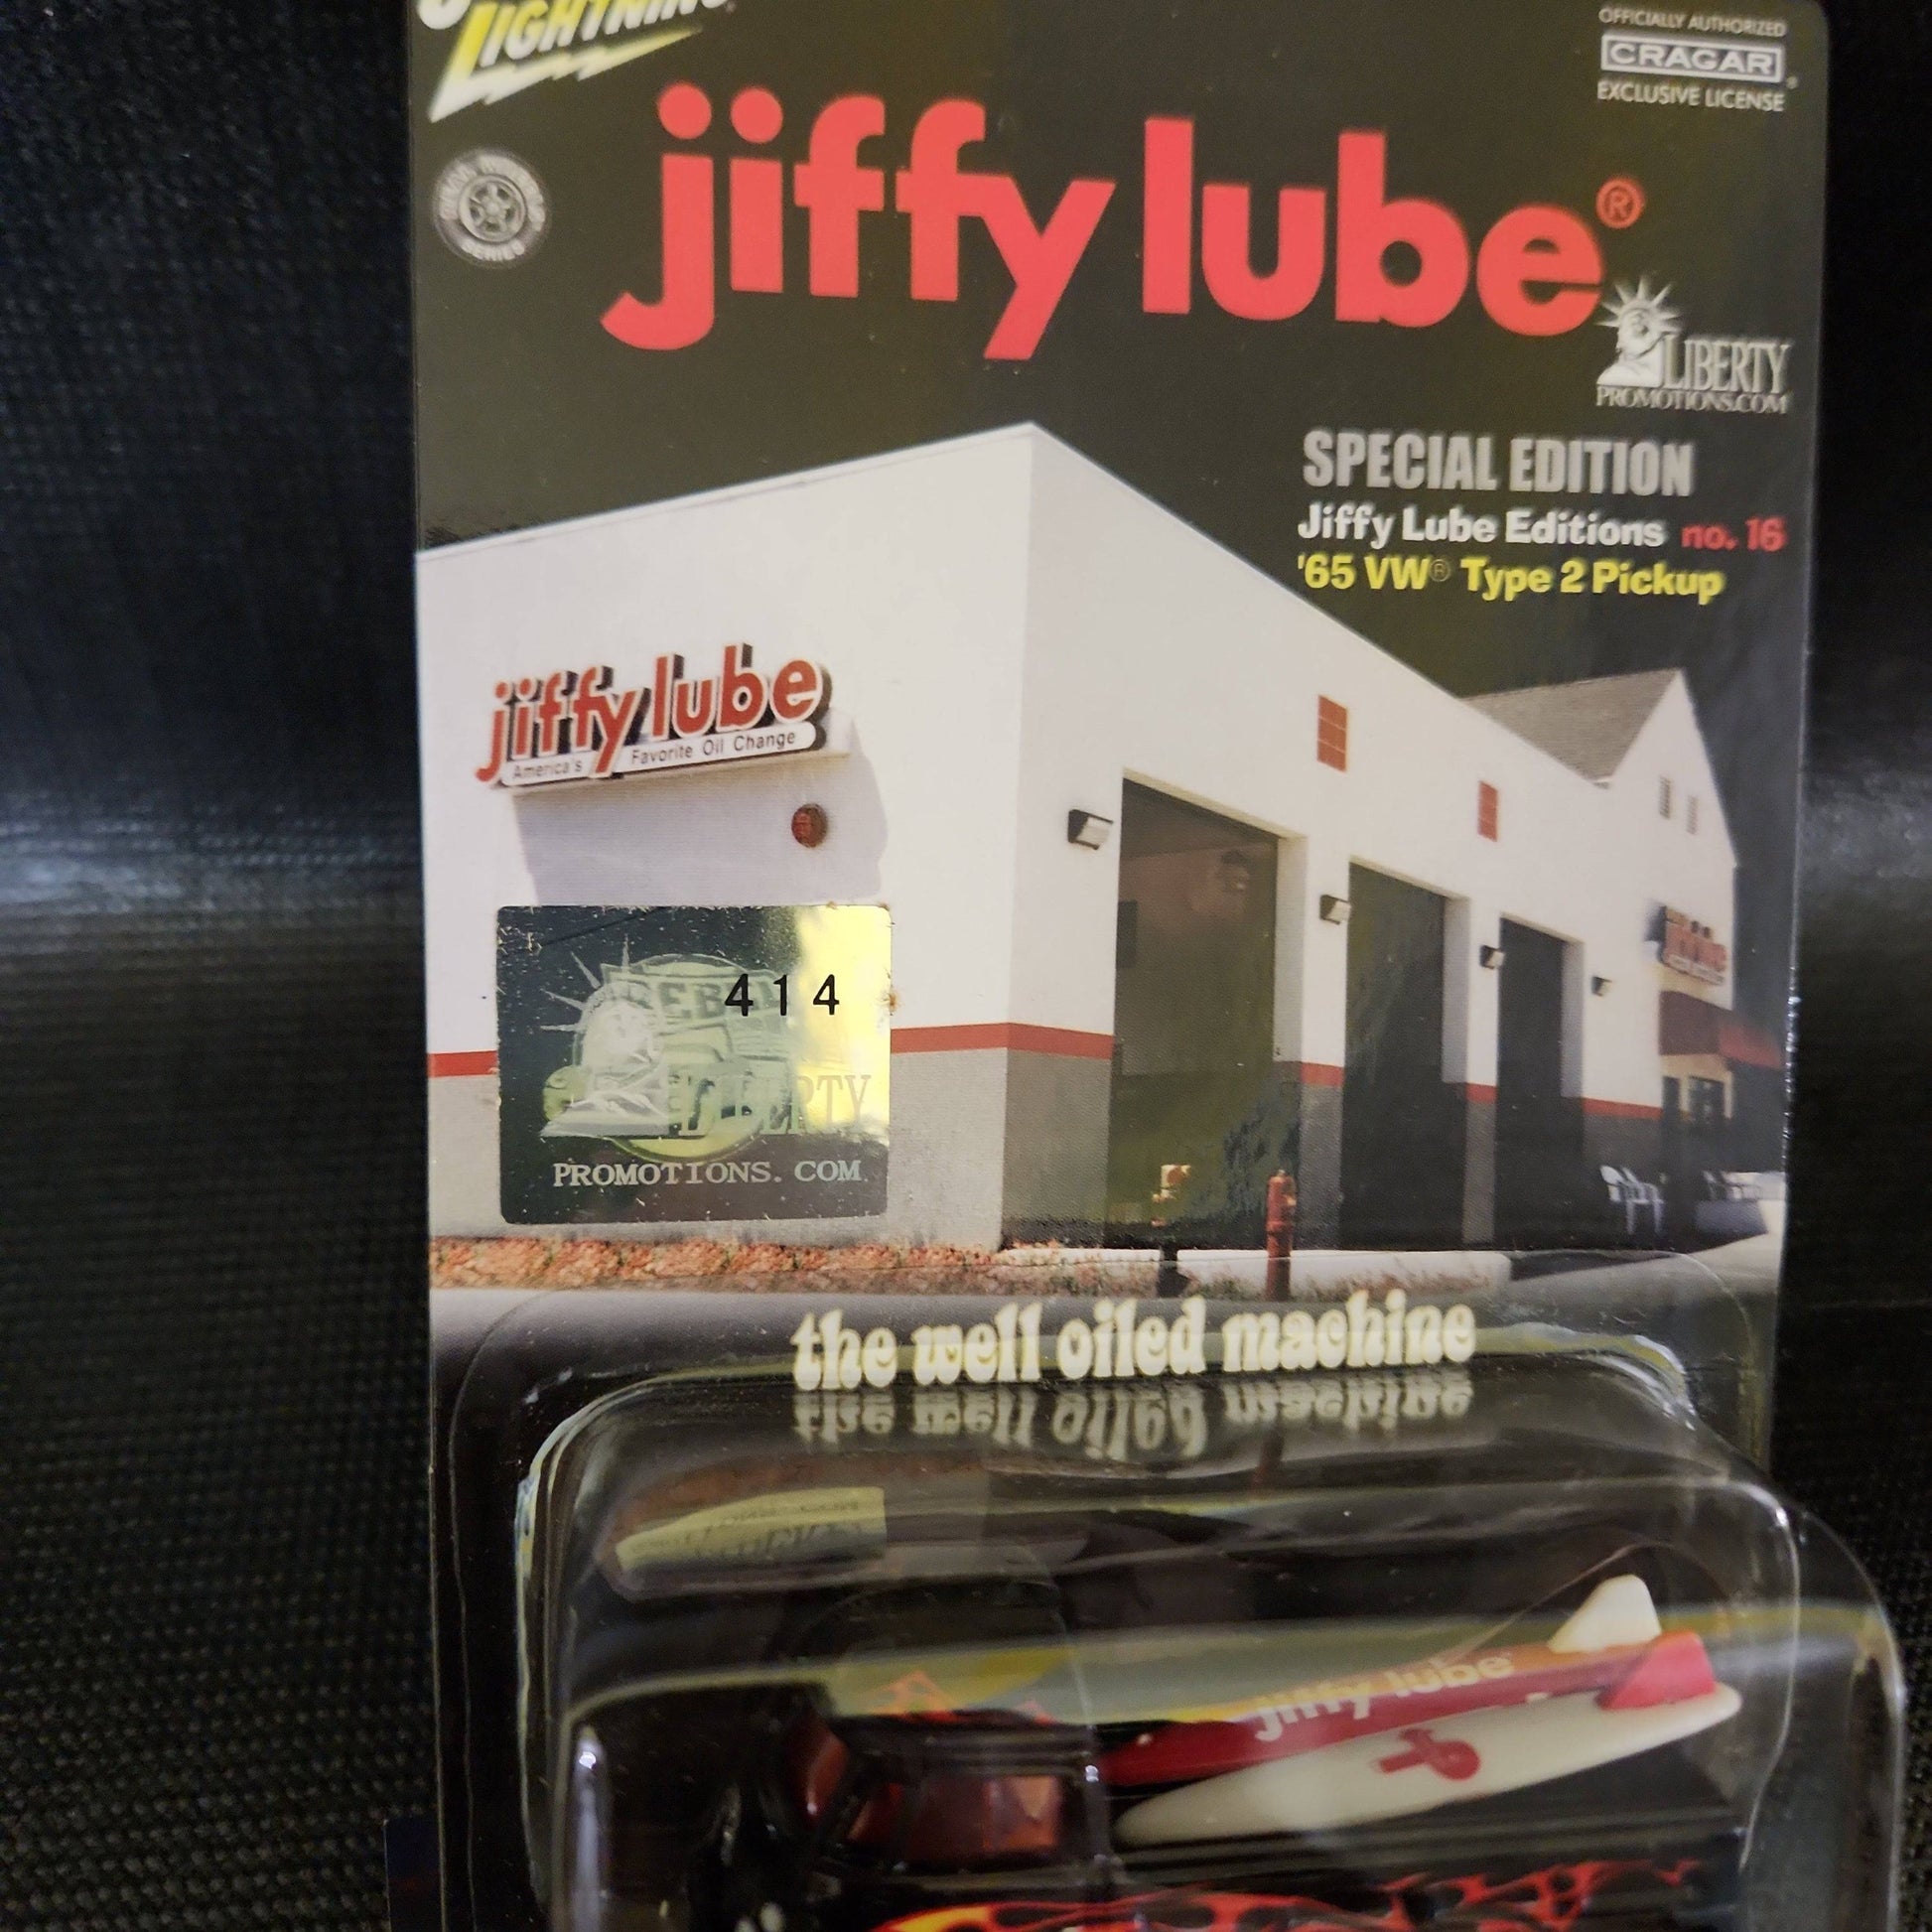 LIGHTNING
OFFICIALLY AUTHORIZED
CRAGAR®
EXCLUSIVE LICENSE
SERIES
jiffy lube®
LIBERTY
PROMOTIONS.COM
SPECIAL EDITION
Jiffy Lube Editions no. 16
'65 VW® Type 2 Pickup
jiffy lube
America's Favorite Oil Change
414
LIBERTY
PROMOTIONS. COM
the well oiled machine
jiffy lube